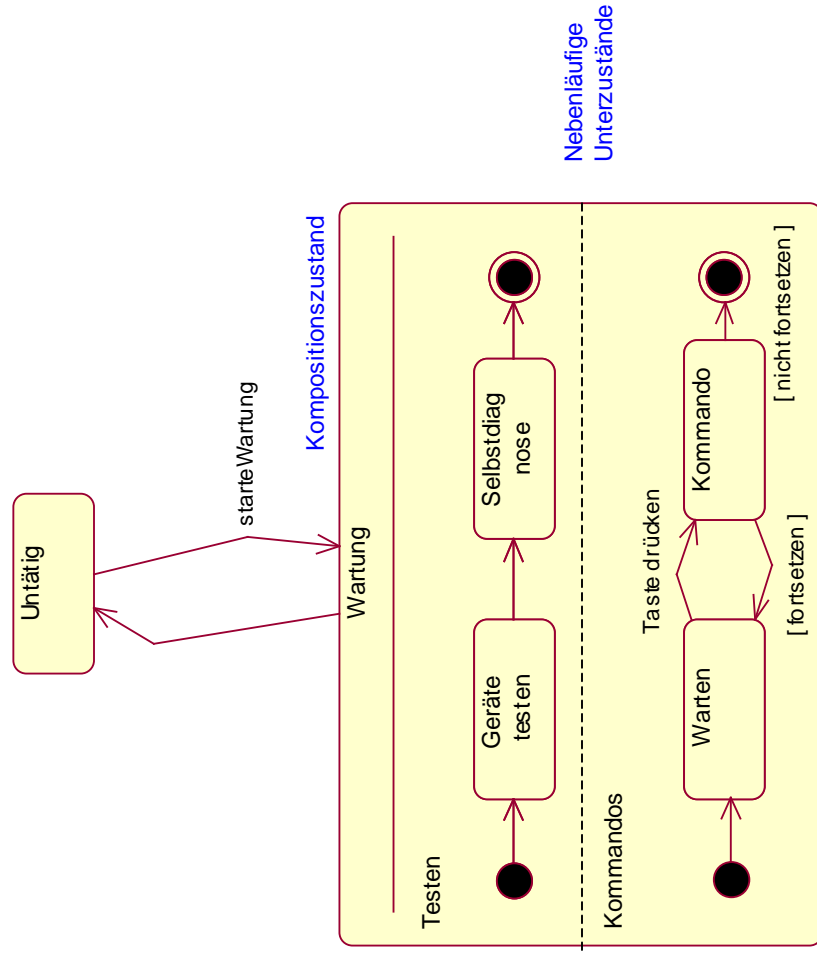 Untätig
starteWartung
Kompositionszustand
Wartung
Testen
Geräte
testen
Selbstdiag
nose
Nebenläufige
Unterzustände
Kommandos
Taste drücken
Warten
Kommando
[ fortsetzen ]
[ nicht fortsetzen ]